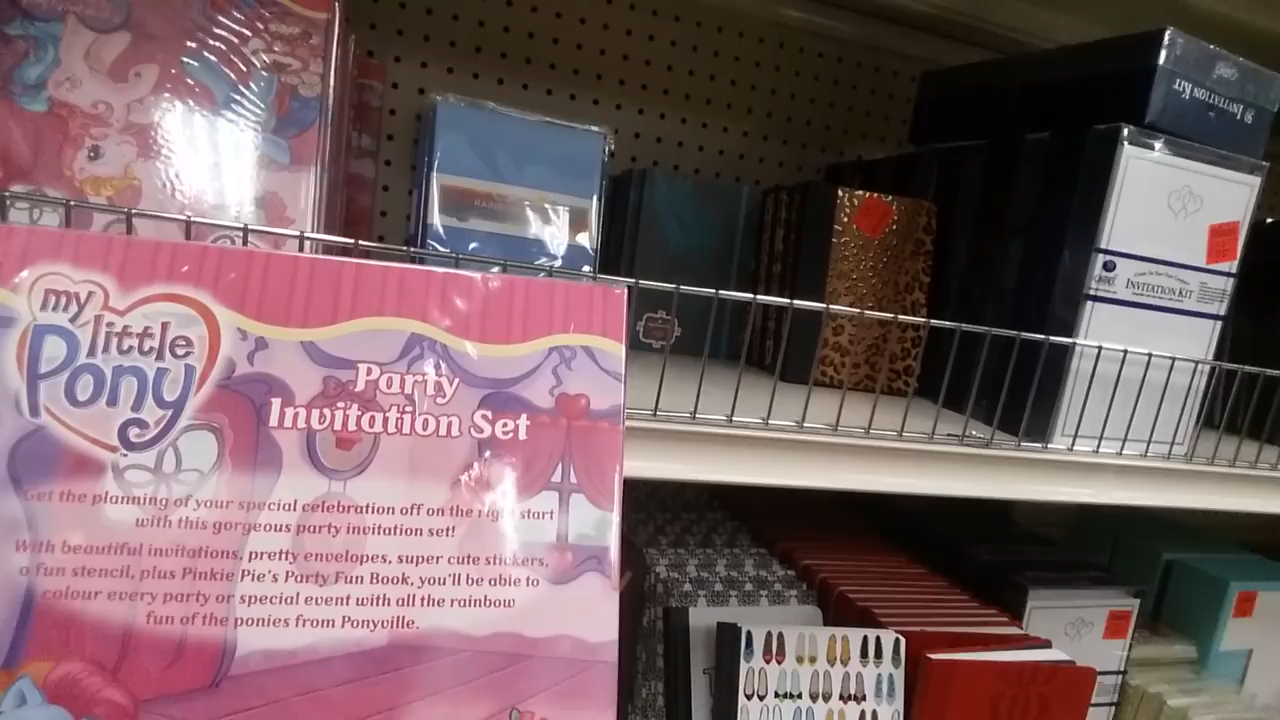 my
little
Pony
Party
Invitation Set
Get the planning of your special celebration off on the right start
with this gorgeous party invitation set!
With beautiful invitations, pretty envelopes, super cute stickers,
a fun stencil, plus Pinkie Pie's Party Fun Book, you'll be able to
colour every party or special event with all the rainbow
fun of the ponies from Ponyville.
50 INVITATION KIT
INVITATION KIT